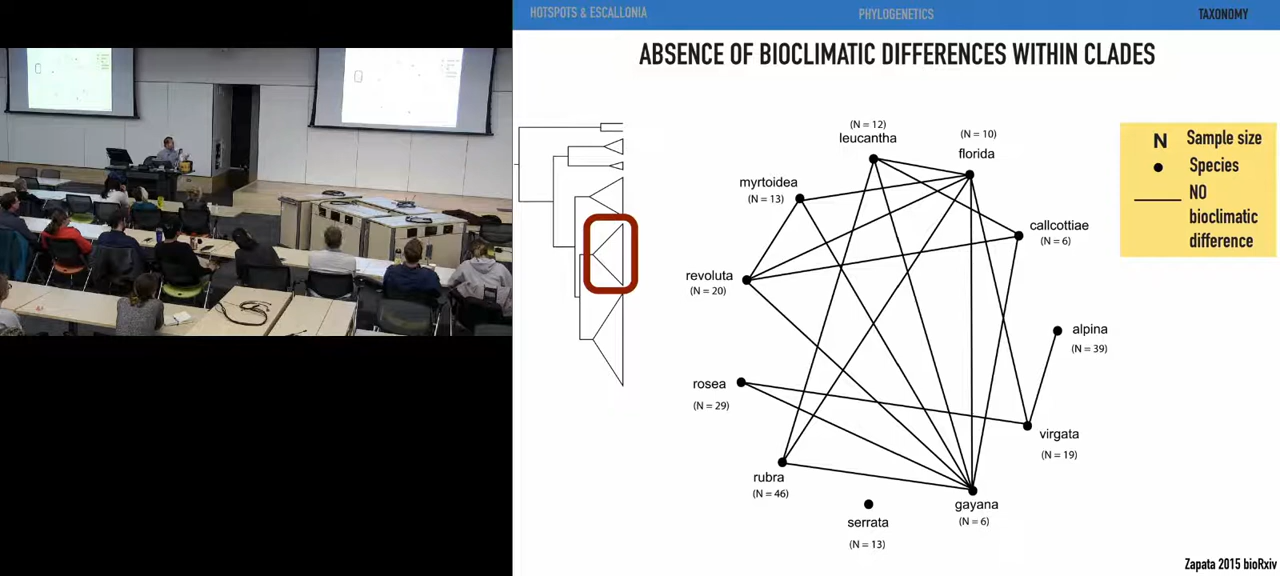 HOTSPOTS & ESCALLONIA
PHYLOGENETICS
TAXONOMY
ABSENCE OF BIOCLIMATIC DIFFERENCES WITHIN CLADES
(N = 12)
leucantha
(N = 10)
florida
myrtoidea
(N = 13)
callcottiae
(N = 6)
revoluta
(N = 20)
alpina
(N = 39)
rosea
(N = 29)
virgata
(N = 19)
rubra
(N = 46)
gayana
(N = 6)
serrata
(N = 13)
N Sample size
Species
NO
bioclimatic
difference
Zapata 2015 bioRxiv